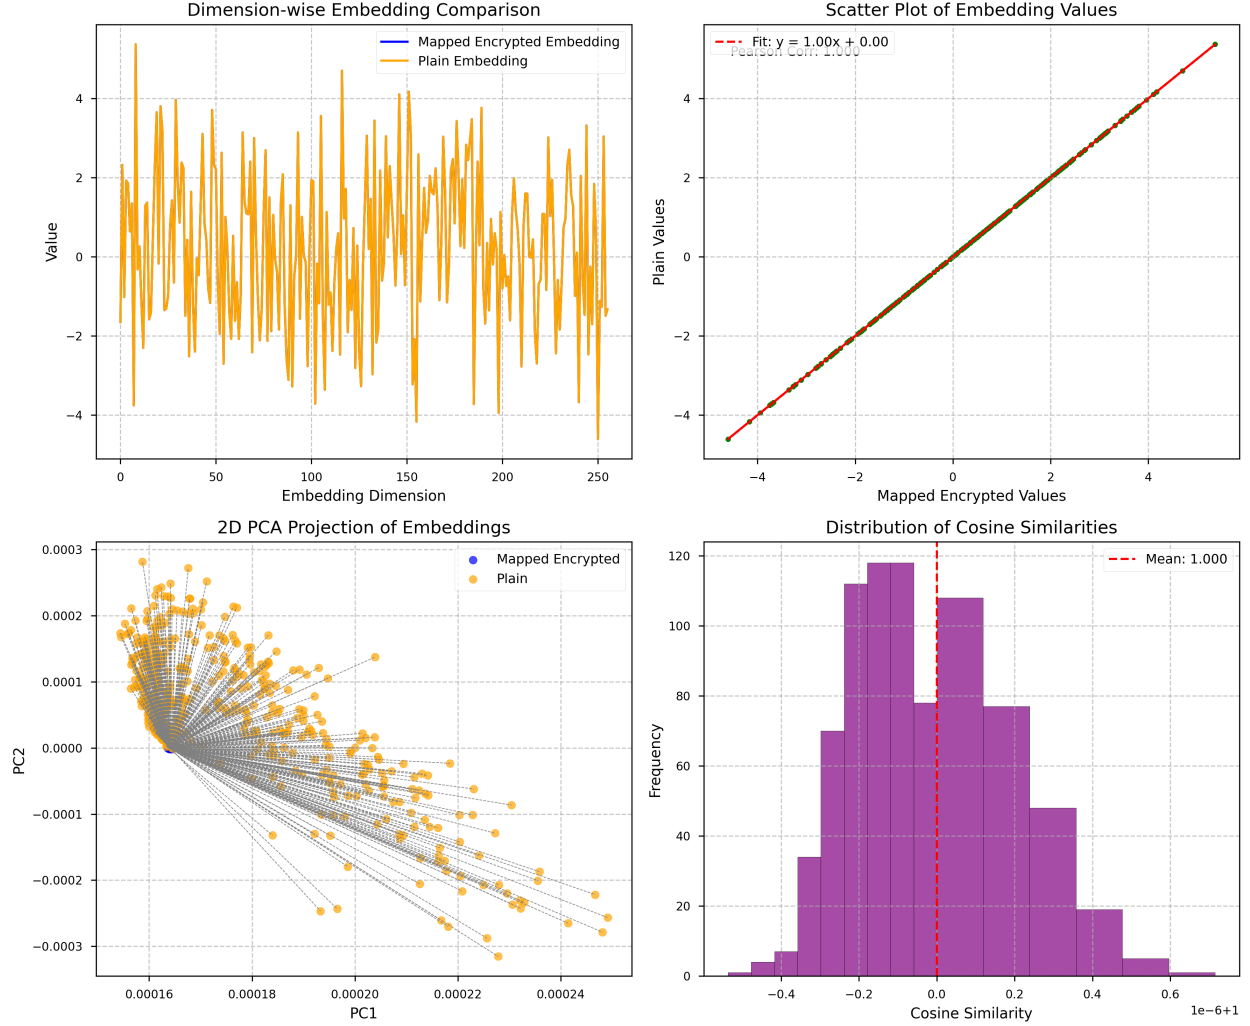 Dimension-wise Embedding Comparison
Mapped Encrypted Embedding
Plain Embedding
Value
4
2
0
−2
−4
0
50
100
150
200
250
Embedding Dimension
Scatter Plot of Embedding Values
Fit: y = 1.00x + 0.00
Pearson Corr: 1.000
Plain Values
4
2
0
−2
−4
−4
−2
0
2
4
Mapped Encrypted Values
2D PCA Projection of Embeddings
Mapped Encrypted
Plain
PC2
0.0003
0.0002
0.0001
0.0000
−0.0001
−0.0002
−0.0003
0.00016
0.00018
0.00020
0.00022
0.00024
PC1
Distribution of Cosine Similarities
Mean: 1.000
Frequency
120
100
80
60
40
20
0
−0.4
−0.2
0.0
0.2
0.4
0.6
1e−6+1
Cosine Similarity